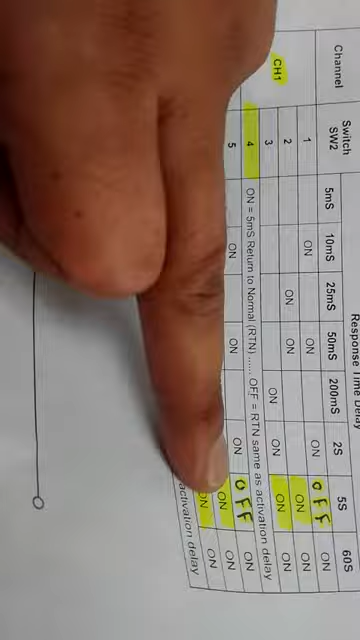 Response Time Delay
Channel Switch SW2 5mS 10mS 25mS 50mS 200mS 2S 5S 60S
1 ON ON ON OFF ON
CH1 2 ON ON ON ON
3 ON ON ON ON
4 ON = 5mS Return to Normal (RTN) ...... OFF = RTN same as activation delay
5 ON ON ON OFF ON
ON ON
ON ON
activation delay